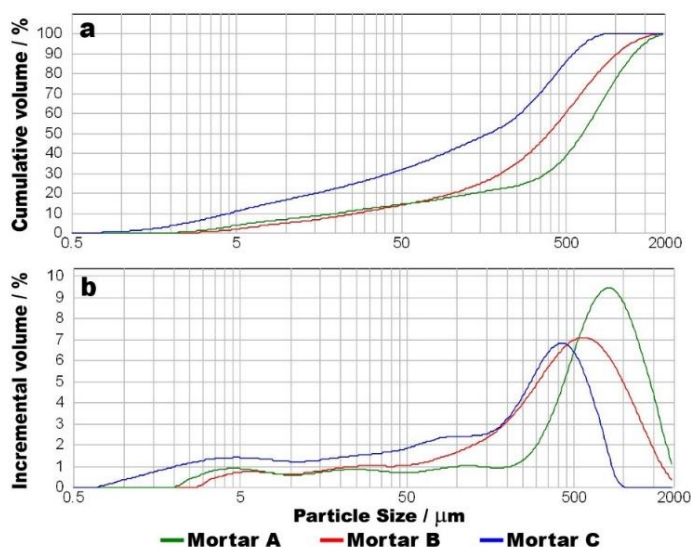 a
Cumulative volume / %
100
90
80
70
60
50
40
30
20
10
0
0.5 5 50 500 2000
b
Incremental volume / %
10
9
8
7
6
5
4
3
2
1
0
0.5 5 50 500 2000
Particle Size / μm
Mortar A Mortar B Mortar C